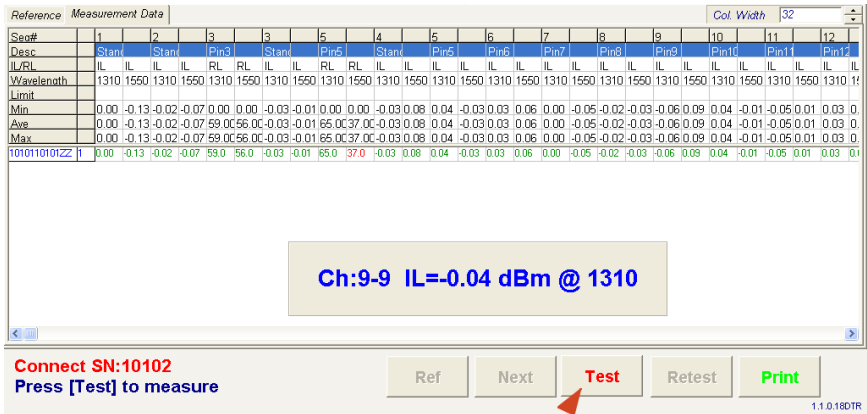 Reference Measurement Data Col. Width 32
Seq# 1 2 3 3 4 5 6 7 8 9 10 11 12
Desc Stand Stand Pin3 Stand Pin5 Stand Pin5 Pin6 Pin7 Pin8 Pin9 Pin10 Pin11 Pin12
IL/RL IL IL IL IL RL RL IL IL RL RL IL IL IL IL IL IL IL IL IL IL IL IL IL IL IL IL IL
Wavelength 1310 1550 1310 1550 1310 1550 1310 1550 1310 1550 1310 1550 1310 1550 1310 1550 1310 1550 1310 1550 1310 1550 1310 1550 1310 1550 1310
Limit
Min 0.00 -0.13 -0.02 -0.07 0.00 0.00 -0.03 -0.01 0.00 0.00 -0.03 0.08 0.04 -0.03 0.03 0.06 0.00 -0.05 -0.02 -0.03 -0.06 0.09 0.04 -0.01 -0.05 0.01 0.03
Ave 0.00 -0.13 -0.02 -0.07 59.00 56.00 -0.03 -0.01 65.00 37.00 -0.03 0.08 0.04 -0.03 0.03 0.06 0.00 -0.05 -0.02 -0.03 -0.06 0.09 0.04 -0.01 -0.05 0.01 0.03
Max 0.00 -0.13 -0.02 -0.07 59.00 56.00 -0.03 -0.01 65.00 37.00 -0.03 0.08 0.04 -0.03 0.03 0.06 0.00 -0.05 -0.02 -0.03 -0.06 0.09 0.04 -0.01 -0.05 0.01 0.03
1010110101ZZ 1 0.00 -0.13 -0.02 -0.07 59.0 56.0 -0.03 -0.01 65.0 37.0 -0.03 0.08 0.04 -0.03 0.03 0.06 0.00 -0.05 -0.02 -0.03 -0.06 0.09 0.04 -0.01 -0.05 0.01 0.03
Ch:9-9 IL=-0.04 dBm @ 1310
Connect SN:10102
Press [Test] to measure
Ref Next Test Retest Print
1.1.0.18DTR